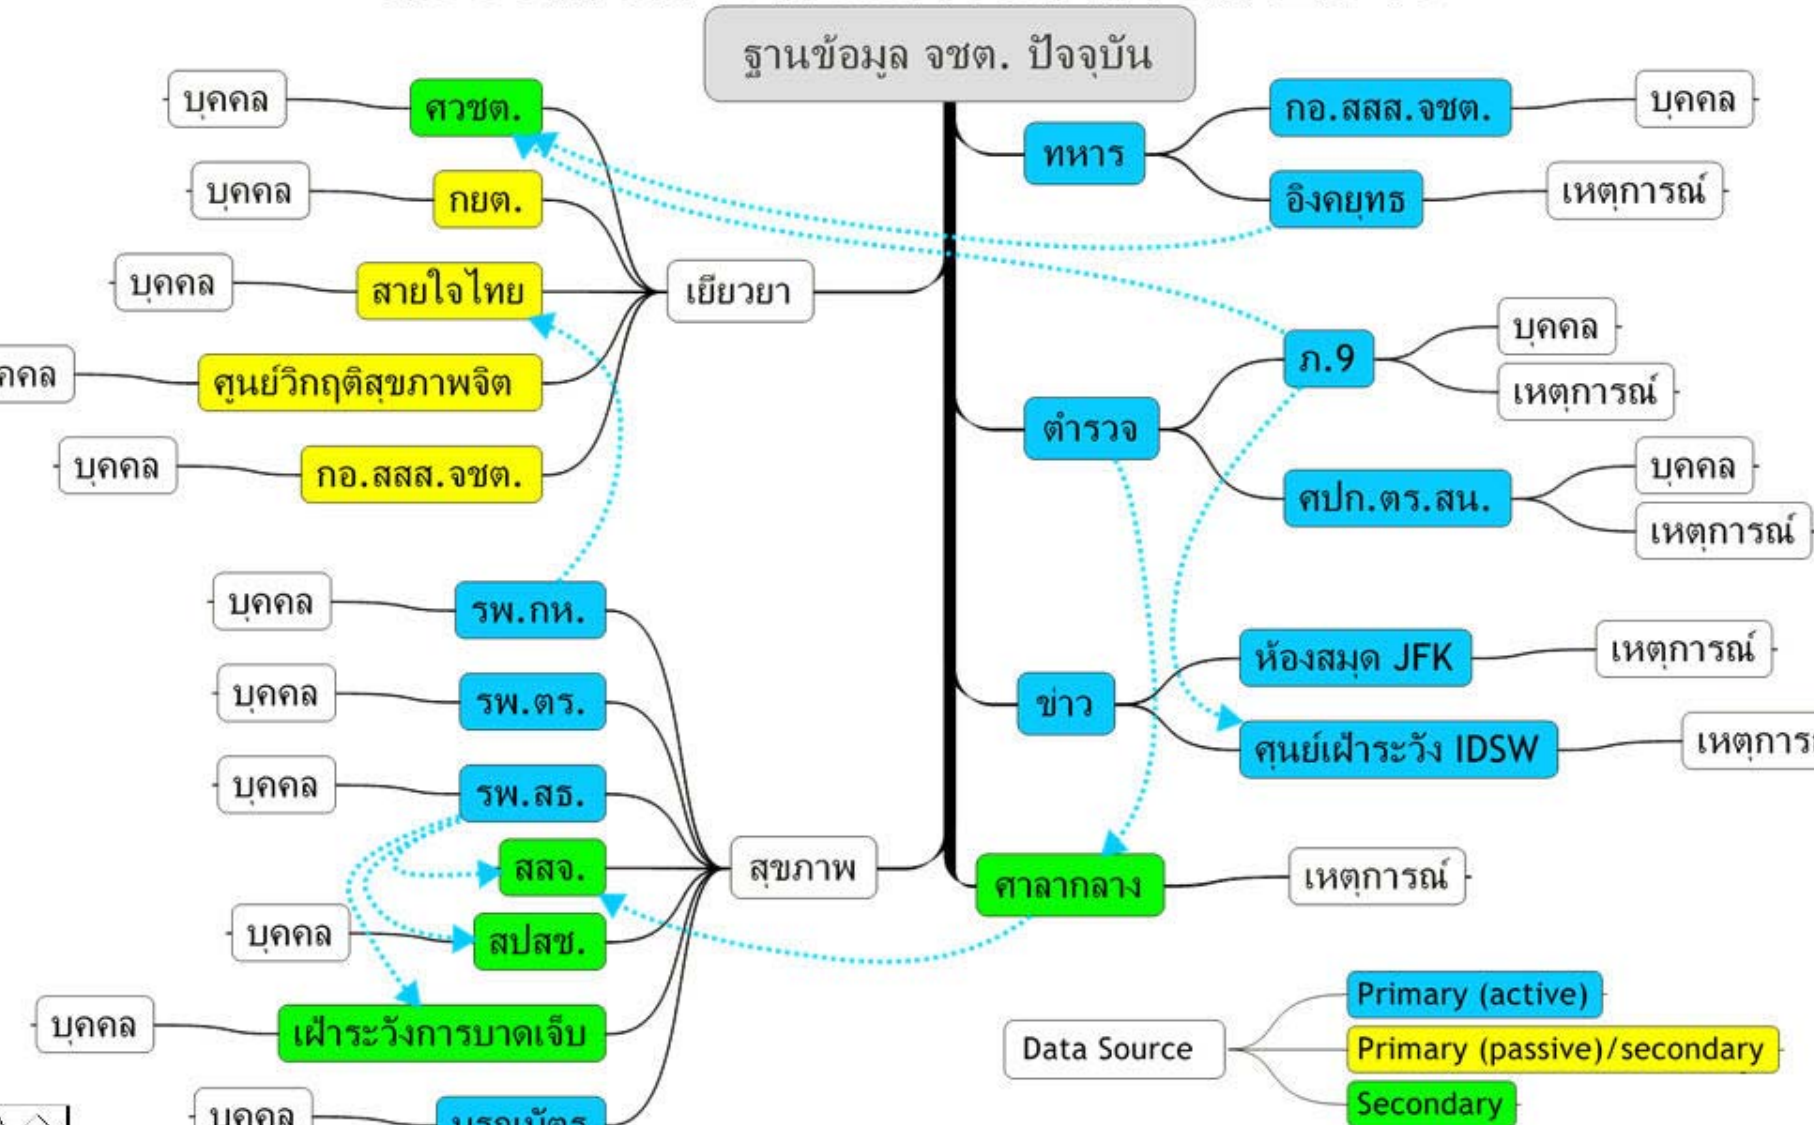 ฐานข้อมูล จชต. ปัจจุบัน
บุคคล
ศวชต.
บุคคล
กยต.
บุคคล
สายใจไทย
ศูนย์วิกฤติสุขภาพจิต
บุคคล
กอ.สสส.จชต.
เยียวยา
ทหาร
กอ.สสส.จชต.
บุคคล
อิงคยุทธ
เหตุการณ์
ตำรวจ
ภ.9
บุคคล
เหตุการณ์
ศปก.ตร.สน.
บุคคล
เหตุการณ์
ข่าว
ห้องสมุด JFK
เหตุการณ์
ศูนย์เฝ้าระวัง IDSW
ศาลากลาง
เหตุการณ์
บุคคล
รพ.กห.
บุคคล
รพ.ตร.
บุคคล
รพ.สธ.
สสจ.
บุคคล
สปสช.
บุคคล
เฝ้าระวังการบาดเจ็บ
บุคคล
สุขภาพ
Data Source
Primary (active)
Primary (passive)/secondary
Secondary